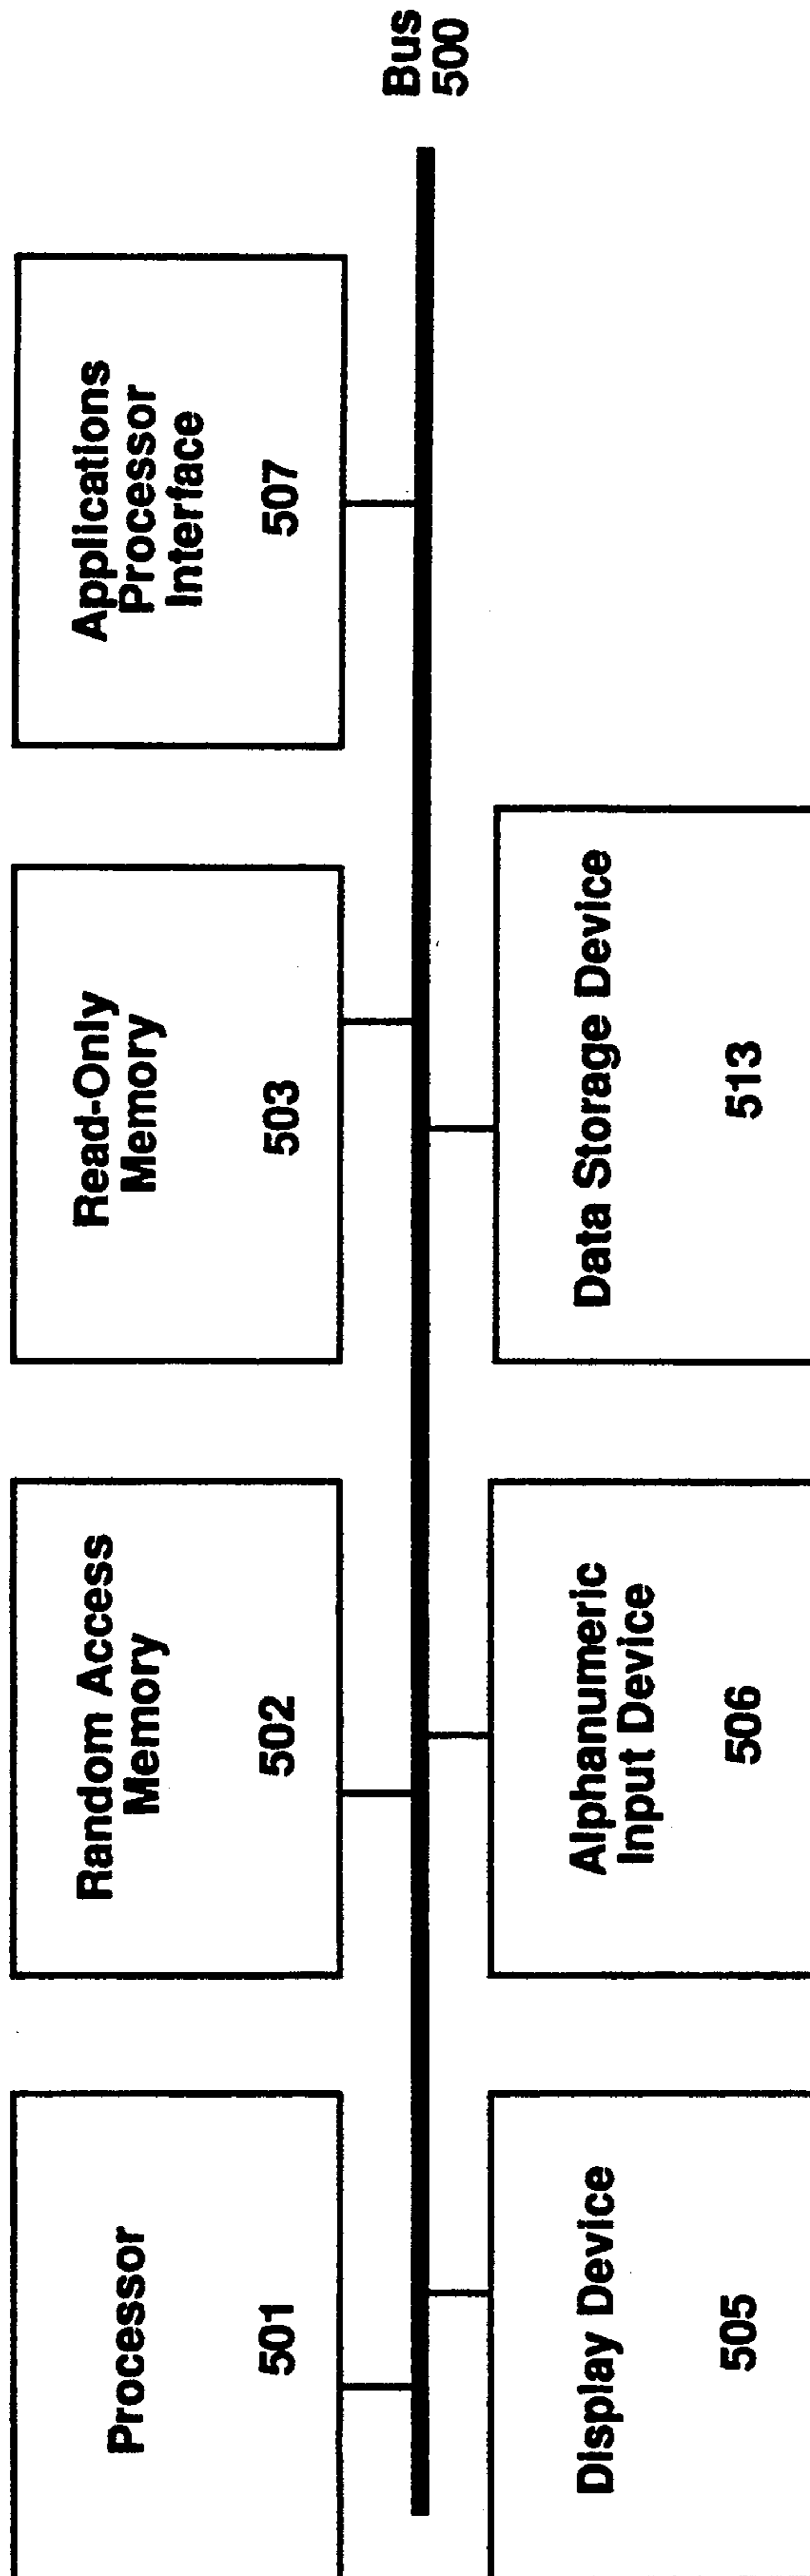 Processor
501
Random Access
Memory
502
Read-Only
Memory
503
Applications
Processor
Interface
507
Bus
500
Display Device
505
Alphanumeric
Input Device
506
Data Storage Device
513